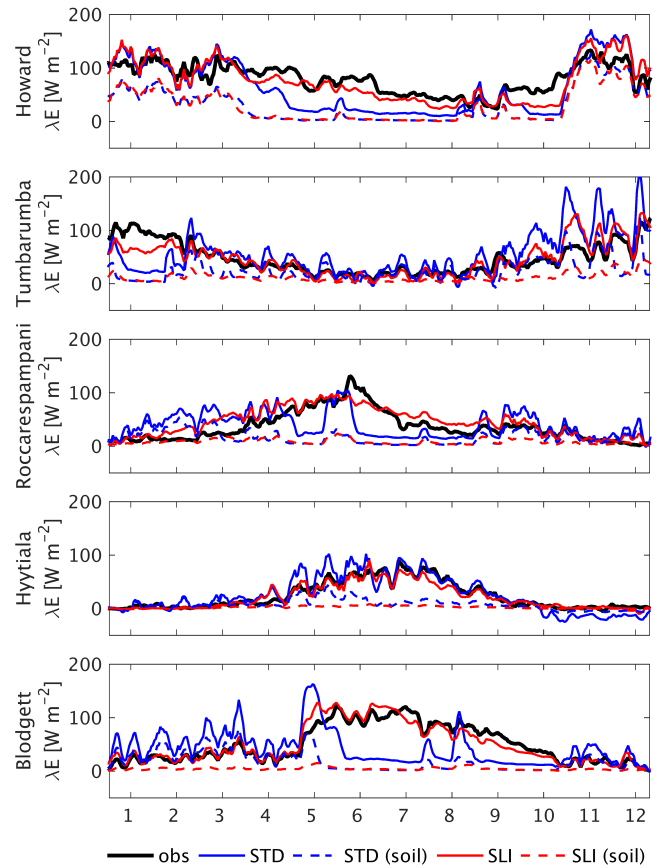 Howard
λE [W m⁻²]
200
100
0
Tumbarumba
λE [W m⁻²]
200
100
0
Roccarespampani
λE [W m⁻²]
200
100
0
Hyytiala
λE [W m⁻²]
200
100
0
Blodgett
λE [W m⁻²]
200
100
0
1 2 3 4 5 6 7 8 9 10 11 12
obs STD STD (soil) SLI SLI (soil)